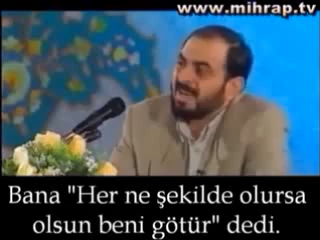 www.mihrap.tv
Bana "Her ne şekilde olursa
olsun beni götür" dedi.